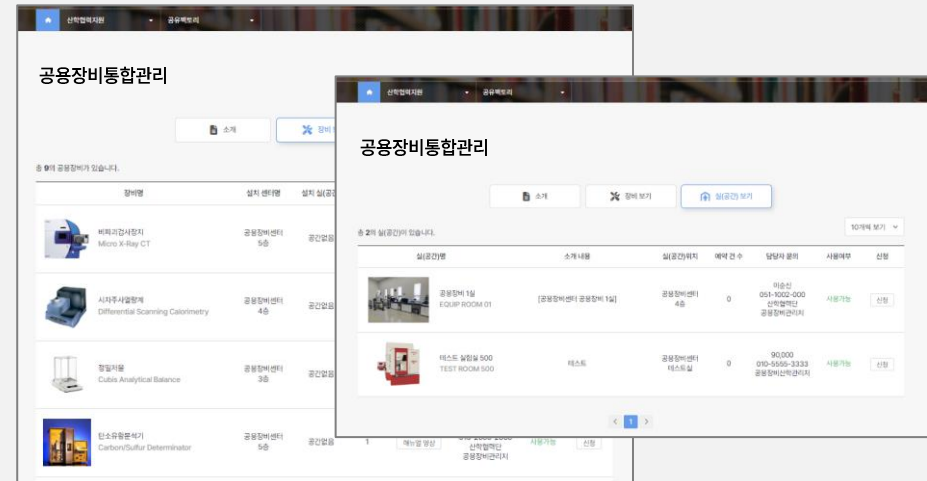 산학협력지원
공유백토리
공용장비통합관리
소개
총 9의 공용장비가 있습니다.
장비명
설치 센터명
비파괴검사장치
Micro X-Ray CT
공용장비센터
5층
공간없음
시차주사열량계
Differential Scanning Calorimetry
공용장비센터
4층
공간없음
정밀저울
Cubis Analytical Balance
공용장비센터
3층
공간없음
탄소유황분석기
Carbon/Sulfur Determinator
공용장비센터
5층
공간없음
1
매뉴얼 영상
산학협력단
공용장비관리자
사용가능
신청
산학협력지원
공유백토리
공용장비통합관리
소개
장비 보기
실(공간) 보기
총 2의 실(공간)이 있습니다.
10개씩 보기
실(공간)명
소개 내용
실(공간)위치
예약 건 수
담당자 문의
사용여부
신청
공용장비 1실
EQUIP ROOM 01
[공용장비센터 공용장비 1실]
공용장비센터
4층
0
이순신
051-1002-000
산학협력단
공용장비관리자
사용가능
신청
테스트 실험실 500
TEST ROOM 500
테스트
공용장비센터
테스트실
0
90,000
010-5555-3333
공용장비산학관리자
사용가능
신청
< 1 >